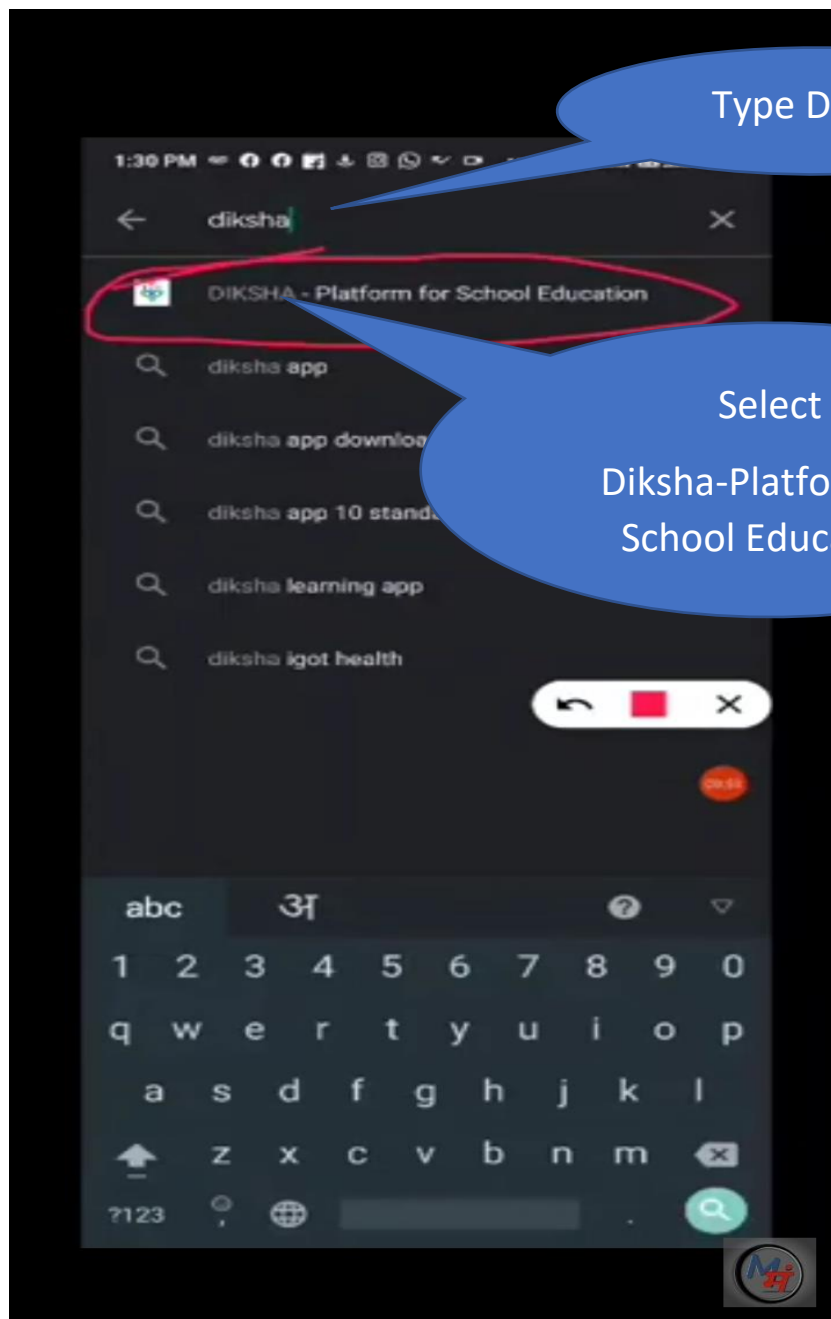 Type D
1:30 PM
diksha
DIKSHA - Platform for School Education
diksha app
Select
diksha app downloa
Diksha-Platfo
diksha app 10 stand
School Educ
diksha learning app
diksha igot health
abc अ
1 2 3 4 5 6 7 8 9 0
q w e r t y u i o p
a s d f g h j k l
z x c v b n m
?123 , .